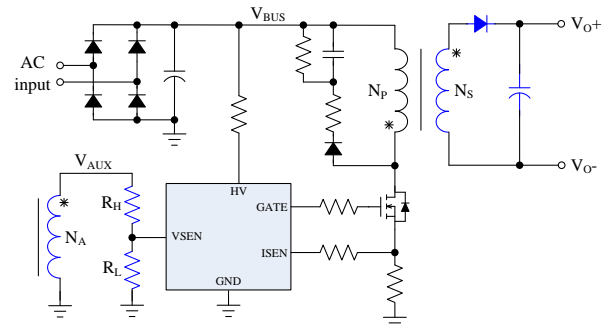 V_BUS
V_O+
AC
input
N_P
N_S
V_AUX
V_O-
HV
R_H
GATE
N_A
VSEN
R_L
ISEN
GND